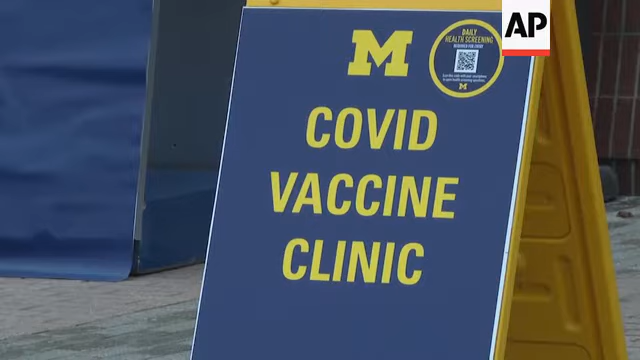 AP
M
DAILY
HEALTH SCREENING
COVID
VACCINE
CLINIC